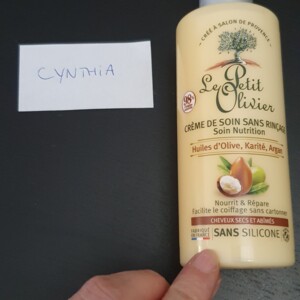 CYNTHIA
CRÉÉ À SALON DE PROVENCE
Le Petit
Olivier
CRÈME DE SOIN SANS RINÇAGE
Soin Nutrition
Huiles d'Olive, Karité, Argan
Nourrit & Répare
Facilite le coiffage sans cartonner
CHEVEUX SECS ET ABÎMÉS
SANS SILICONE